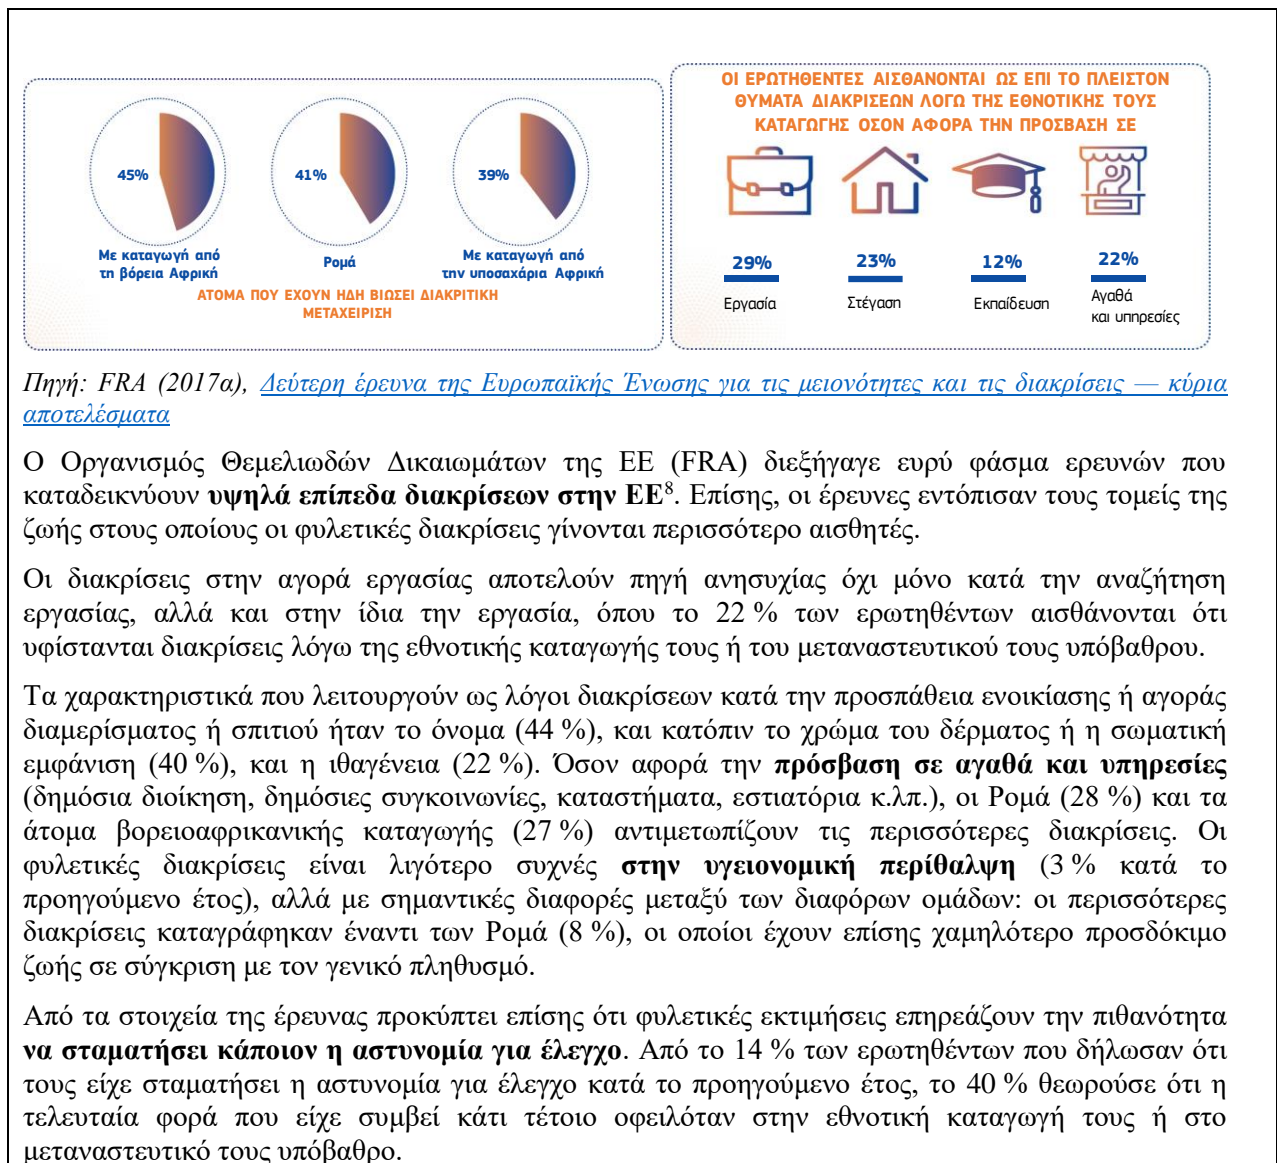 45%
41%
39%
Με καταγωγή από
τη βόρεια Αφρική
Ρομά
Με καταγωγή από
την υποσαχάρια Αφρική
ΑΤΟΜΑ ΠΟΥ ΕΧΟΥΝ ΗΔΗ ΒΙΩΣΕΙ ΔΙΑΚΡΙΤΙΚΗ
ΜΕΤΑΧΕΙΡΙΣΗ
ΟΙ ΕΡΩΤΗΘΕΝΤΕΣ ΑΙΣΘΑΝΟΝΤΑΙ ΩΣ ΕΠΙ ΤΟ ΠΛΕΙΣΤΟΝ
ΘΥΜΑΤΑ ΔΙΑΚΡΙΣΕΩΝ ΛΟΓΩ ΤΗΣ ΕΘΝΟΤΙΚΗΣ ΤΟΥΣ
ΚΑΤΑΓΩΓΗΣ ΟΣΟΝ ΑΦΟΡΑ ΤΗΝ ΠΡΟΣΒΑΣΗ ΣΕ
29%
Εργασία
23%
Στέγαση
12%
Εκπαίδευση
22%
Αγαθά
και υπηρεσίες
Πηγή: FRA (2017α), Δεύτερη έρευνα της Ευρωπαϊκής Ένωσης για τις μειονότητες και τις διακρίσεις — κύρια
αποτελέσματα
Ο Οργανισμός Θεμελιωδών Δικαιωμάτων της ΕΕ (FRA) διεξήγαγε ευρύ φάσμα ερευνών που
καταδεικνύουν υψηλά επίπεδα διακρίσεων στην ΕΕ⁸. Επίσης, οι έρευνες εντόπισαν τους τομείς της
ζωής στους οποίους οι φυλετικές διακρίσεις γίνονται περισσότερο αισθητές.
Οι διακρίσεις στην αγορά εργασίας αποτελούν πηγή ανησυχίας όχι μόνο κατά την αναζήτηση
εργασίας, αλλά και στην ίδια την εργασία, όπου το 22 % των ερωτηθέντων αισθάνονται ότι
υφίστανται διακρίσεις λόγω της εθνοτικής καταγωγής τους ή του μεταναστευτικού τους υπόβαθρου.
Τα χαρακτηριστικά που λειτουργούν ως λόγοι διακρίσεων κατά την προσπάθεια ενοικίασης ή αγοράς
διαμερίσματος ή σπιτιού ήταν το όνομα (44 %), και κατόπιν το χρώμα του δέρματος ή η σωματική
εμφάνιση (40 %), και η ιθαγένεια (22 %). Όσον αφορά την πρόσβαση σε αγαθά και υπηρεσίες
(δημόσια διοίκηση, δημόσιες συγκοινωνίες, καταστήματα, εστιατόρια κ.λπ.), οι Ρομά (28 %) και τα
άτομα βορειοαφρικανικής καταγωγής (27 %) αντιμετωπίζουν τις περισσότερες διακρίσεις. Οι
φυλετικές διακρίσεις είναι λιγότερο συχνές στην υγειονομική περίθαλψη (3 % κατά το
προηγούμενο έτος), αλλά με σημαντικές διαφορές μεταξύ των διαφόρων ομάδων: οι περισσότερες
διακρίσεις καταγράφηκαν έναντι των Ρομά (8 %), οι οποίοι έχουν επίσης χαμηλότερο προσδόκιμο
ζωής σε σύγκριση με τον γενικό πληθυσμό.
Από τα στοιχεία της έρευνας προκύπτει επίσης ότι φυλετικές εκτιμήσεις επηρεάζουν την πιθανότητα
να σταματήσει κάποιον η αστυνομία για έλεγχο. Από το 14 % των ερωτηθέντων που δήλωσαν ότι
τους είχε σταματήσει η αστυνομία για έλεγχο κατά το προηγούμενο έτος, το 40 % θεωρούσε ότι η
τελευταία φορά που είχε συμβεί κάτι τέτοιο οφειλόταν στην εθνοτική καταγωγή τους ή στο
μεταναστευτικό τους υπόβαθρο.